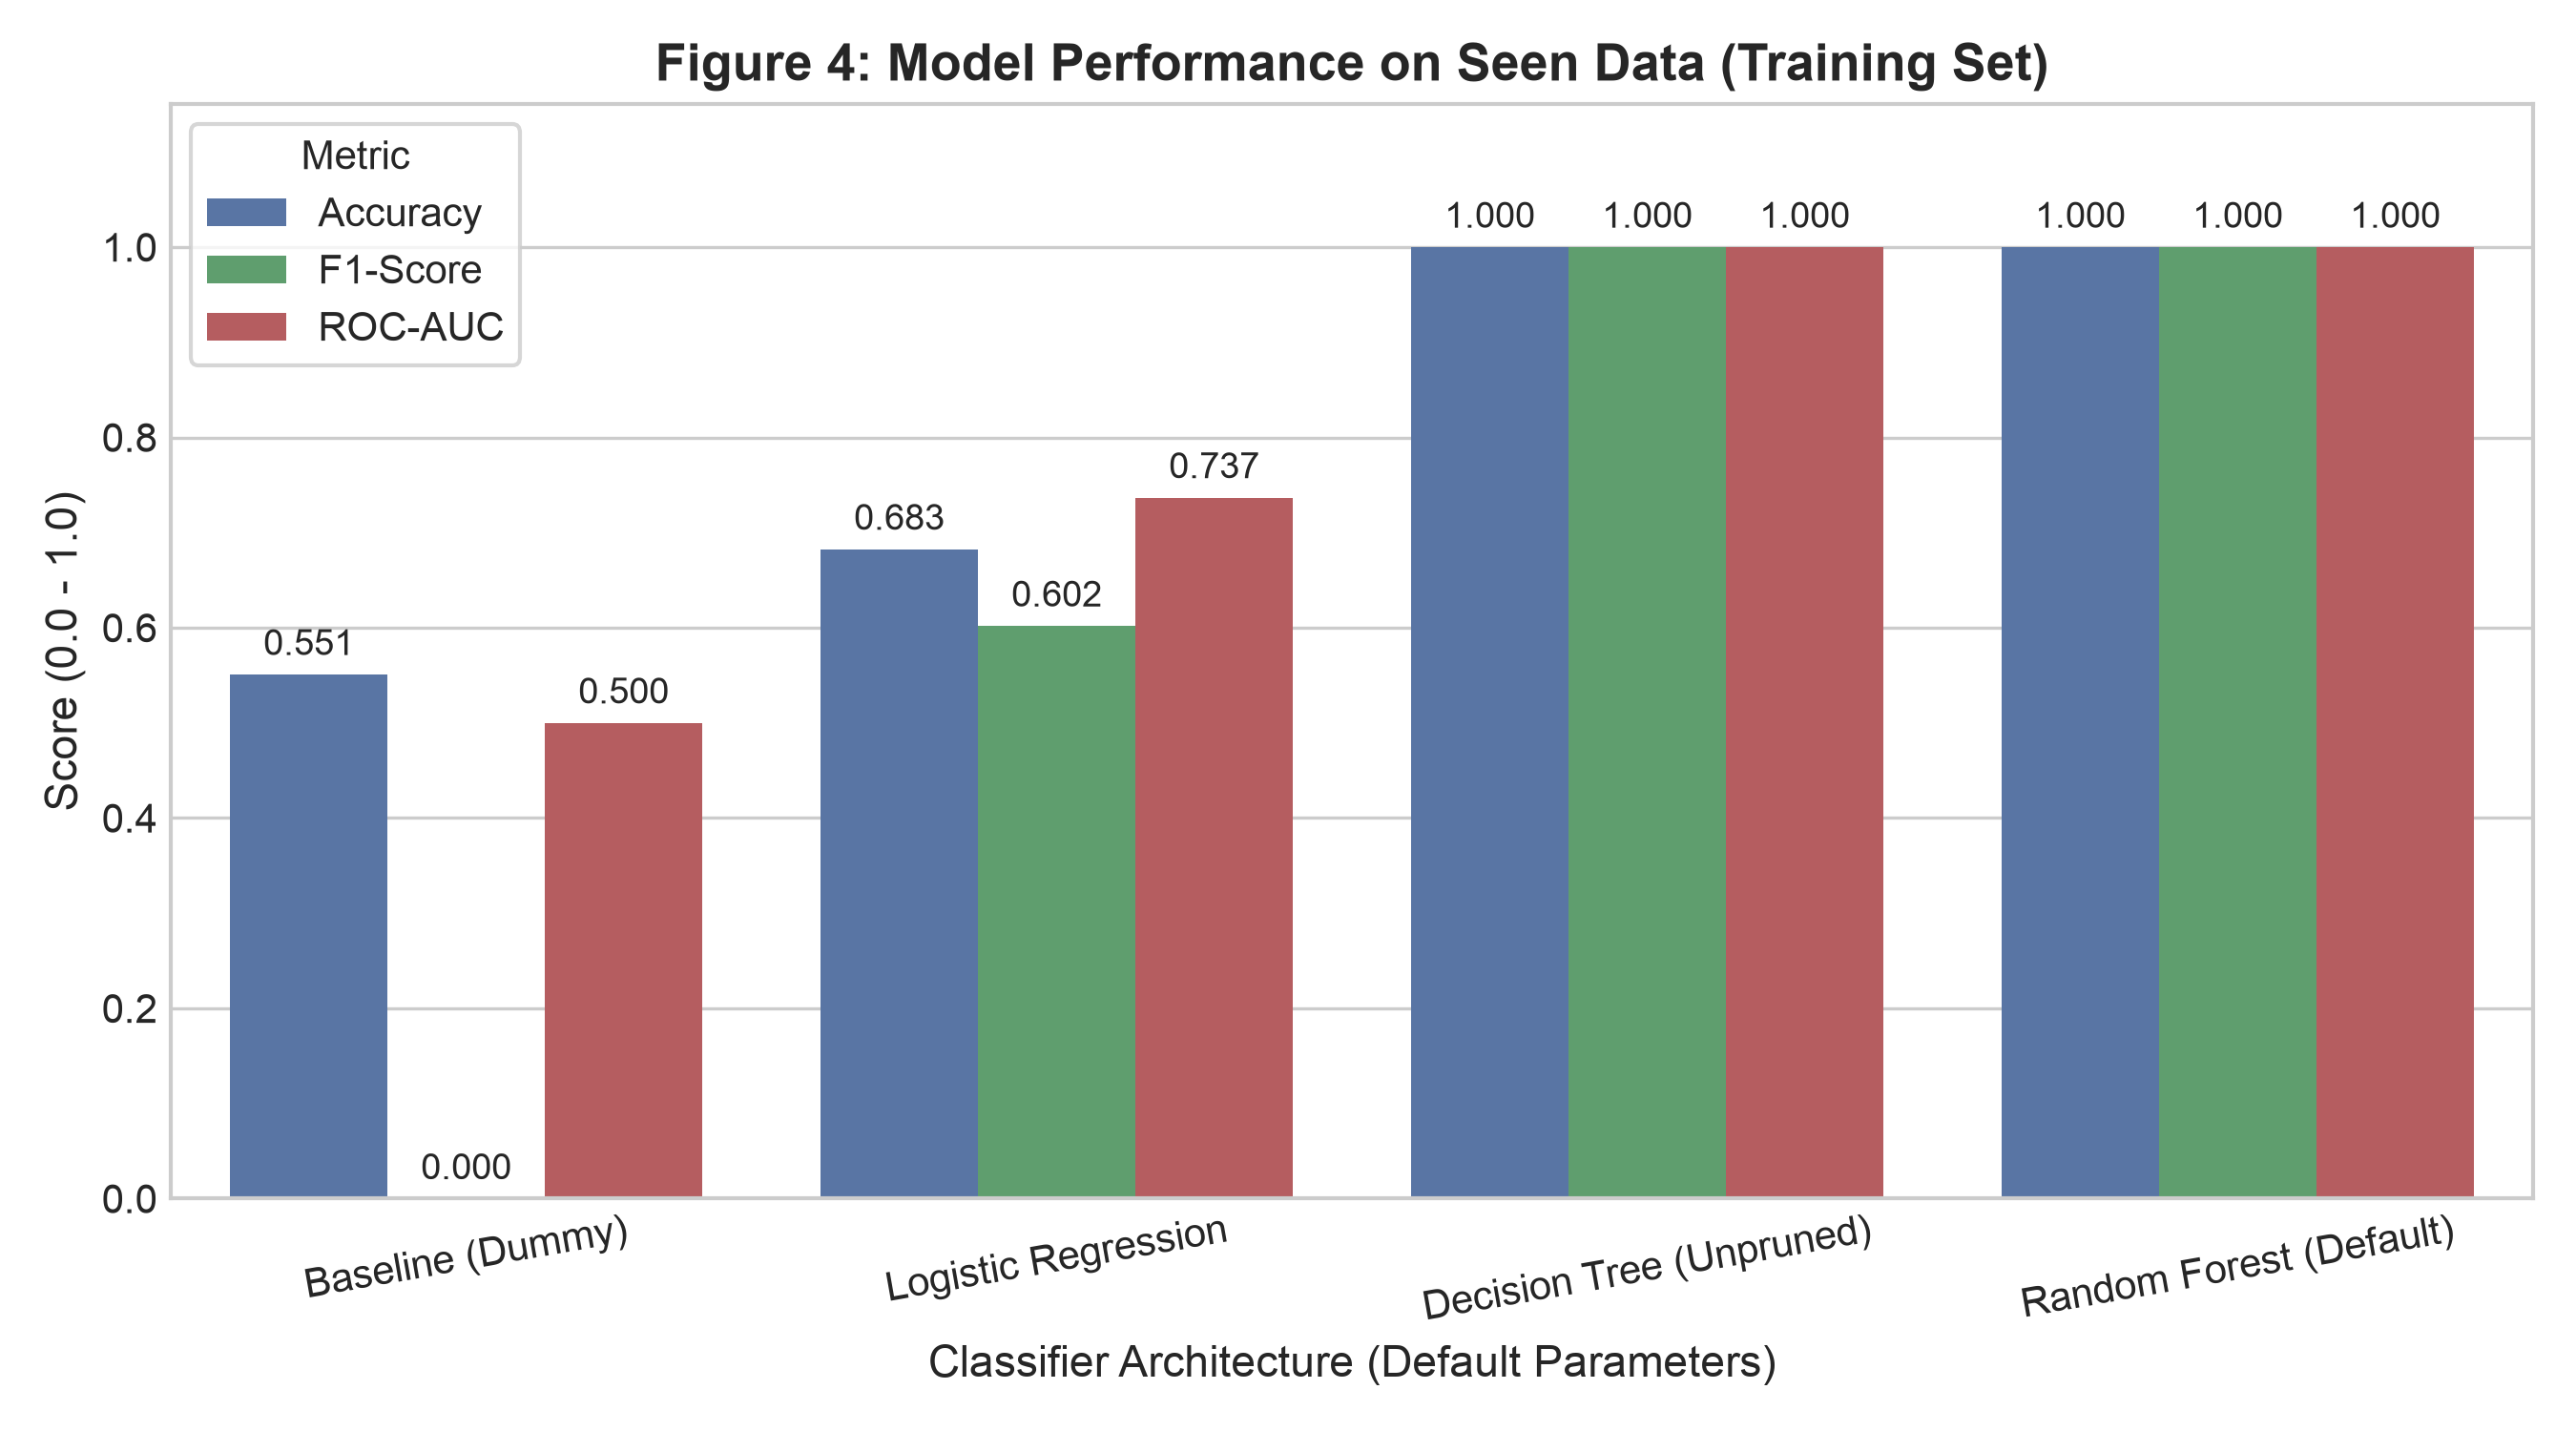 Figure 4: Model Performance on Seen Data (Training Set)
Metric
Accuracy
F1-Score
ROC-AUC
Score (0.0 - 1.0)
1.0
0.8
0.6
0.4
0.2
0.0
0.551
0.000
0.500
0.683
0.602
0.737
1.000
1.000
1.000
1.000
1.000
1.000
Baseline (Dummy)
Logistic Regression
Decision Tree (Unpruned)
Random Forest (Default)
Classifier Architecture (Default Parameters)